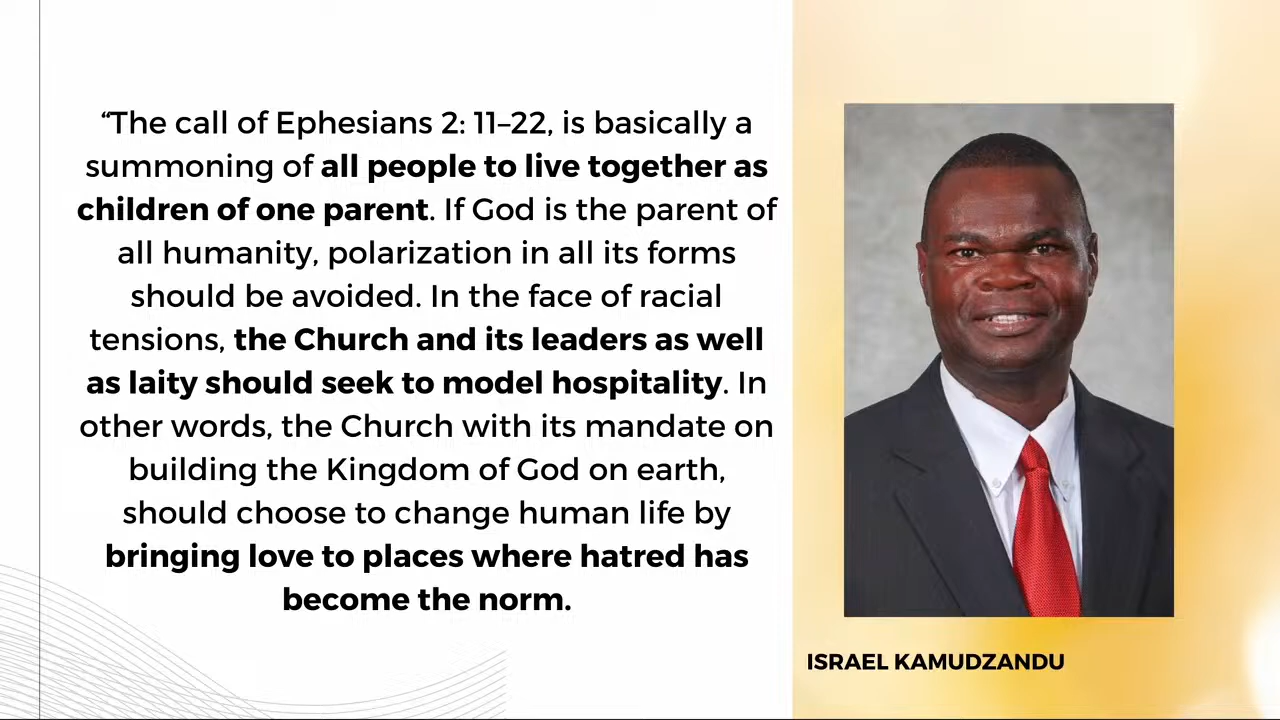 “The call of Ephesians 2: 11–22, is basically a
summoning of all people to live together as
children of one parent. If God is the parent of
all humanity, polarization in all its forms
should be avoided. In the face of racial
tensions, the Church and its leaders as well
as laity should seek to model hospitality. In
other words, the Church with its mandate on
building the Kingdom of God on earth,
should choose to change human life by
bringing love to places where hatred has
become the norm.
ISRAEL KAMUDZANDU